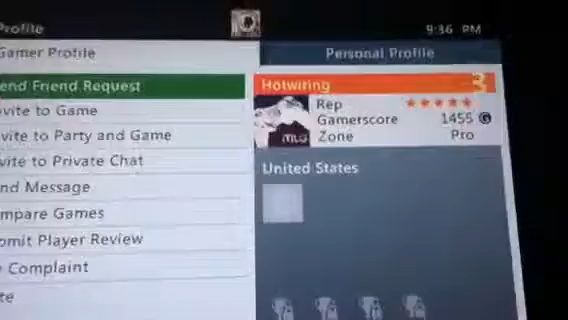 Profile
9:36 PM
Gamer Profile
Personal Profile
end Friend Request
vite to Game
vite to Party and Game
vite to Private Chat
nd Message
mpare Games
bmit Player Review
Complaint
te
Hotwiring
3
Rep
Gamerscore 1455 G
Zone Pro
MLG
United States